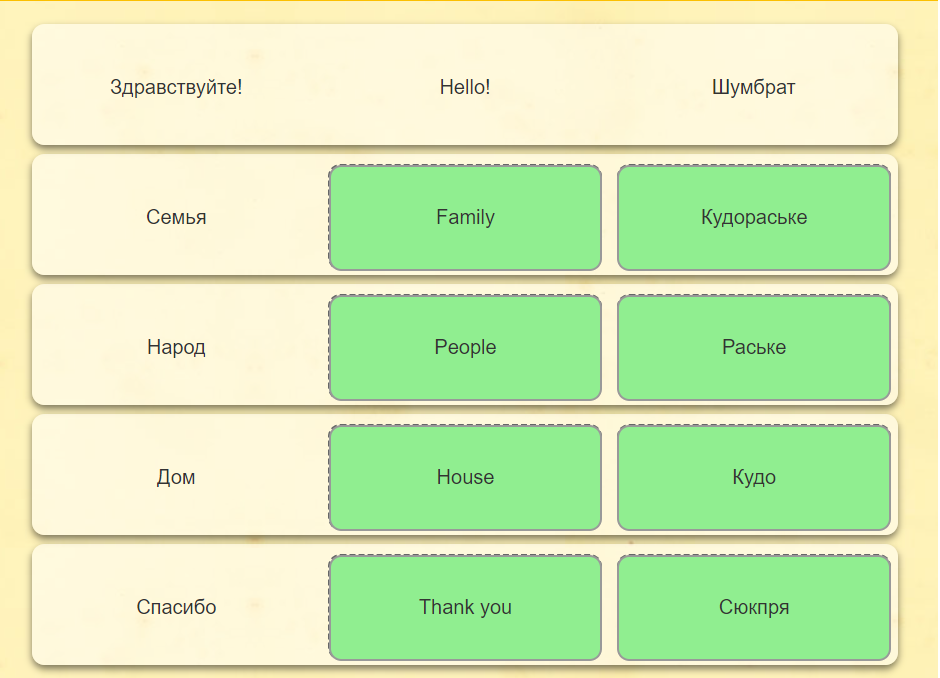 Здравствуйте! Hello! Шумбрат
Семья Family Кудораське
Народ People Раське
Дом House Кудо
Спасибо Thank you Сюкпря